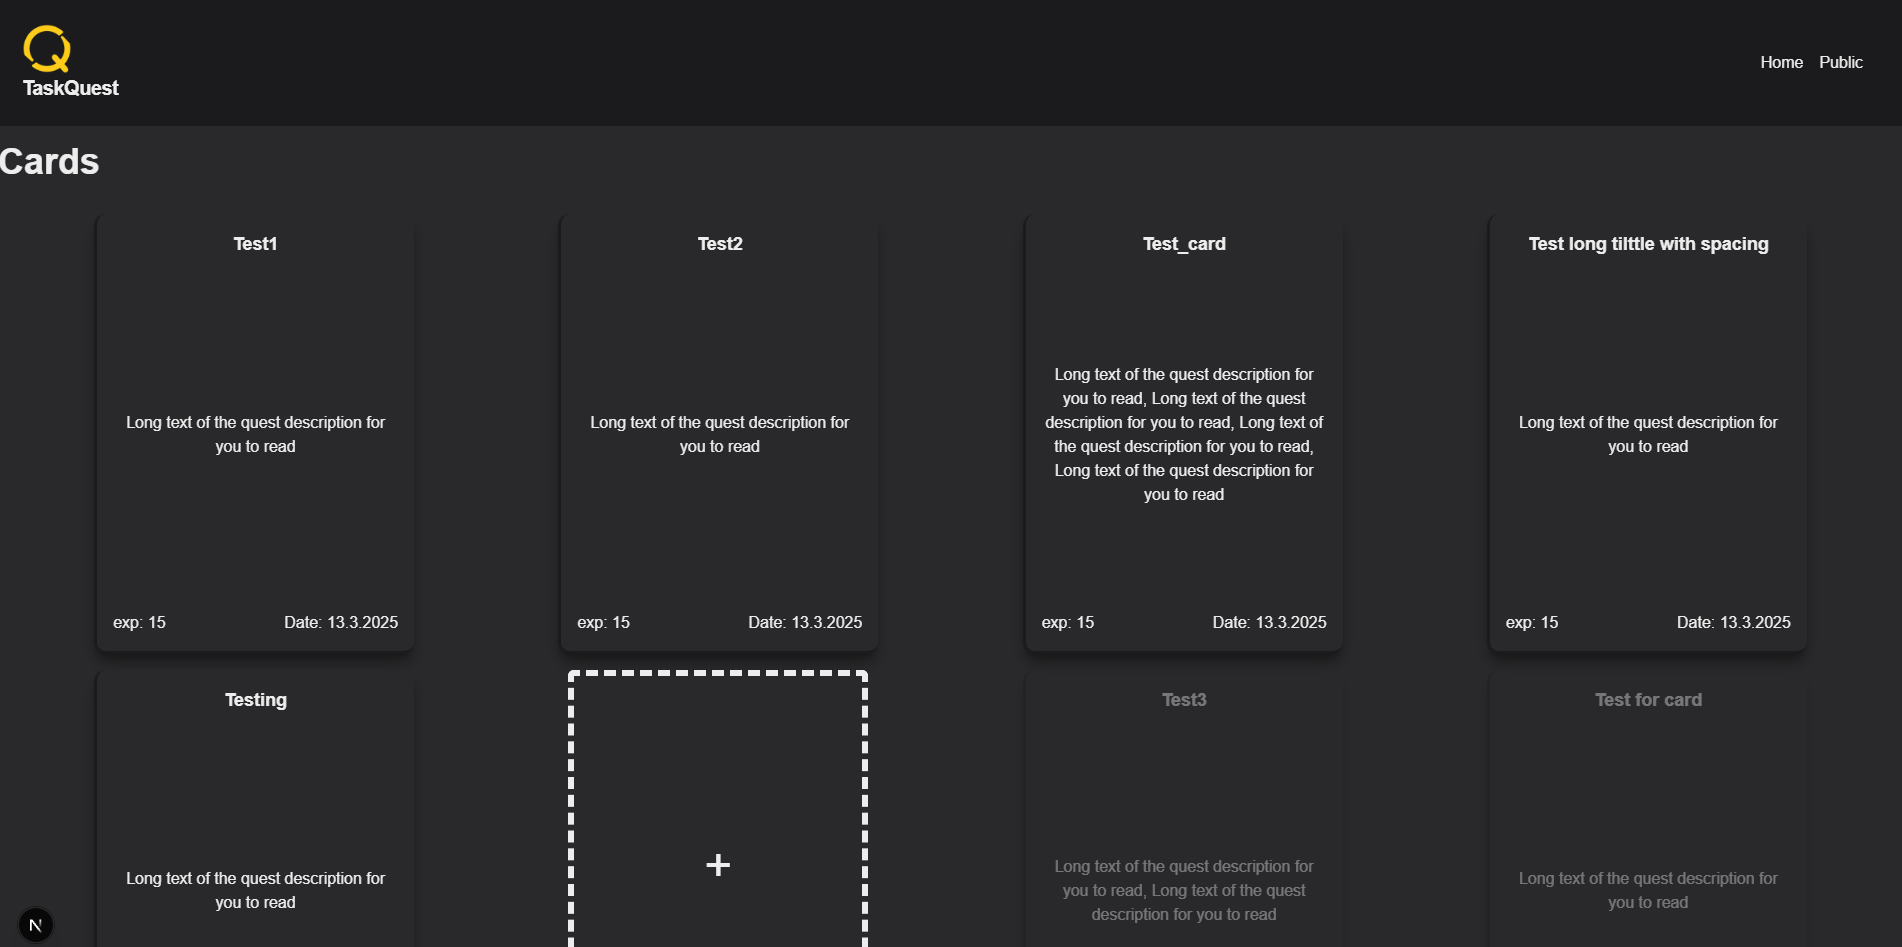 TaskQuest
Home Public
Cards
Test1
Long text of the quest description for
you to read
exp: 15 Date: 13.3.2025
Test2
Long text of the quest description for
you to read
exp: 15 Date: 13.3.2025
Test_card
Long text of the quest description for
you to read, Long text of the quest
description for you to read, Long text of
the quest description for you to read,
Long text of the quest description for
you to read
exp: 15 Date: 13.3.2025
Test long tilttle with spacing
Long text of the quest description for
you to read
exp: 15 Date: 13.3.2025
Testing
Long text of the quest description for
you to read
+
Test3
Long text of the quest description for
you to read, Long text of the quest
description for you to read
Test for card
Long text of the quest description for
you to read
N